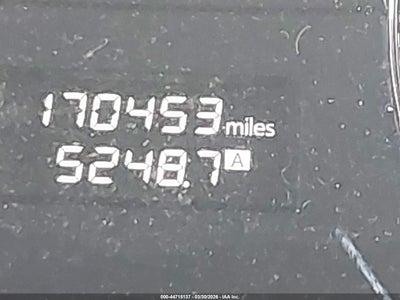 170453 miles
5248.7 A
000-44715137 - 03/30/2026 - IAA Inc.